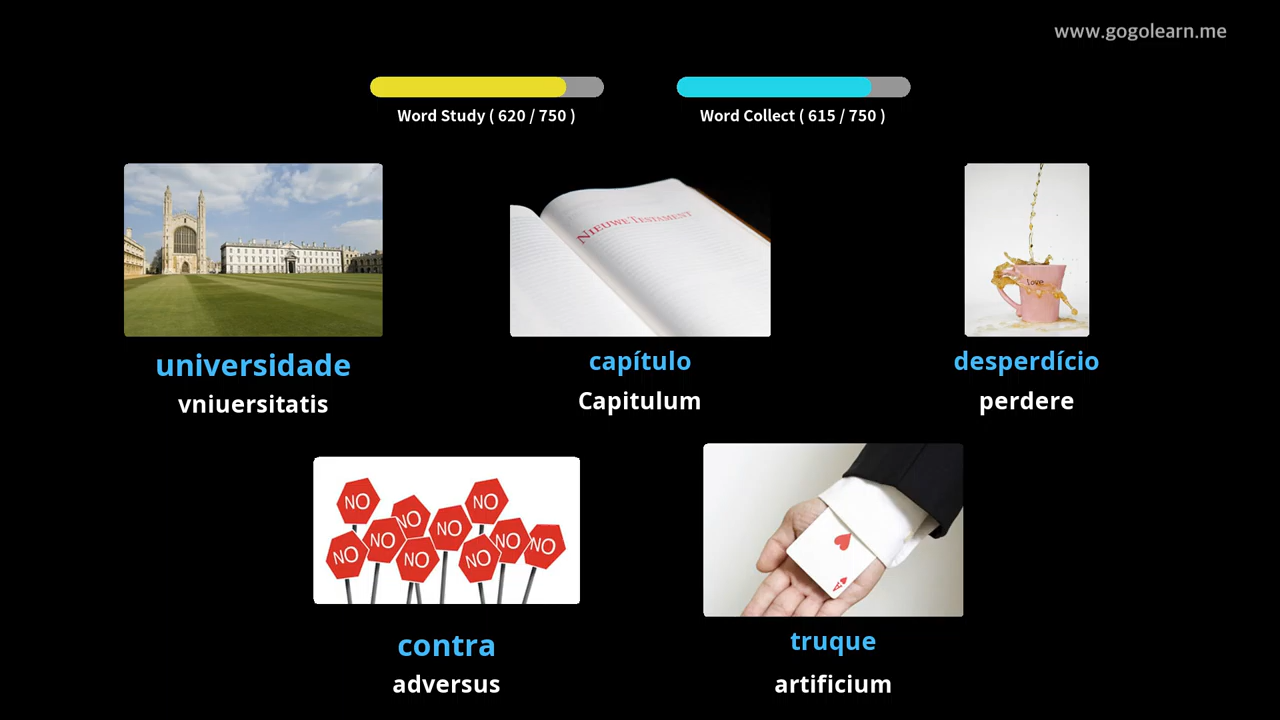 www.gogolearn.me
Word Study ( 620 / 750 )
Word Collect ( 615 / 750 )
NIEUWE TESTAMENT
Love
universidade
capítulo
desperdício
vniuersitatis
Capitulum
perdere
NO
NO
NO
NO
NO
NO
NO
NO
NO
NO
contra
truque
adversus
artificium